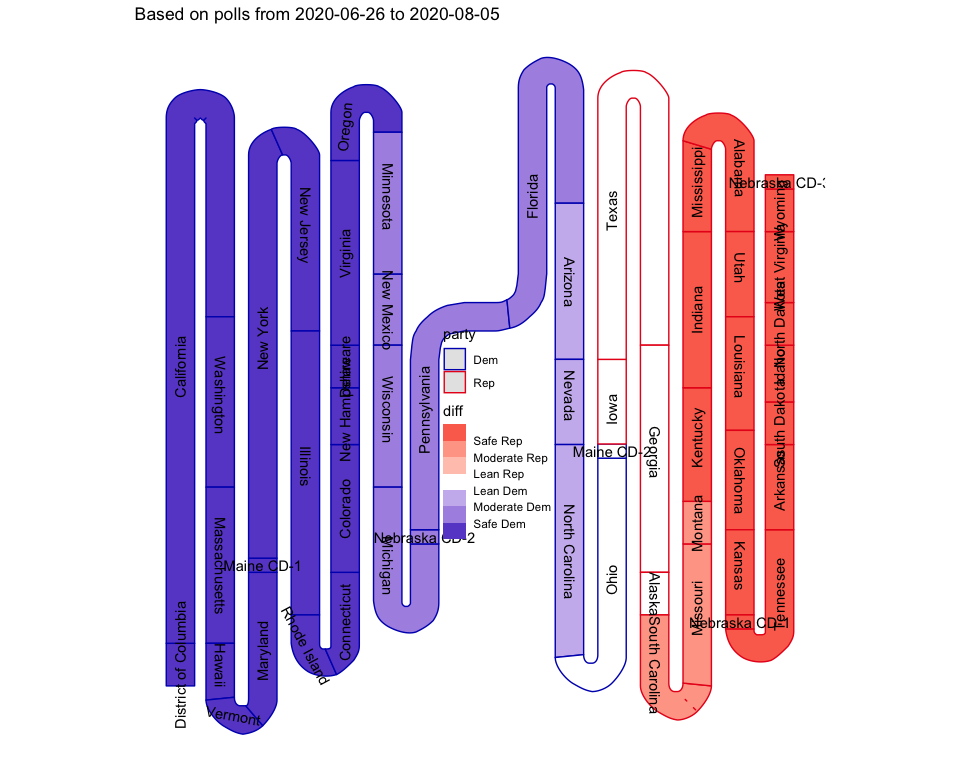 Based on polls from 2020-06-26 to 2020-08-05
District of Columbia
California
Washington
Massachusetts
Hawaii
Vermont
Maryland
Maine CD-1
New York
New Jersey
Illinois
Rhode Island
Connecticut
Colorado
New Hampshire
Delaware
Virginia
Oregon
Minnesota
New Mexico
Wisconsin
Michigan
Nebraska CD-2
Pennsylvania
Florida
Arizona
Nevada
North Carolina
Ohio
Maine CD-2
Iowa
Texas
Georgia
Alaska
South Carolina
Missouri
Montana
Kentucky
Indiana
Mississippi
Alabama
Utah
Louisiana
Oklahoma
Kansas
Nebraska CD-1
Tennessee
Arkansas
South Dakota
Idaho
North Dakota
West Virginia
Wyoming
Nebraska CD-3
party
Dem
Rep
diff
Safe Rep
Moderate Rep
Lean Rep
Lean Dem
Moderate Dem
Safe Dem